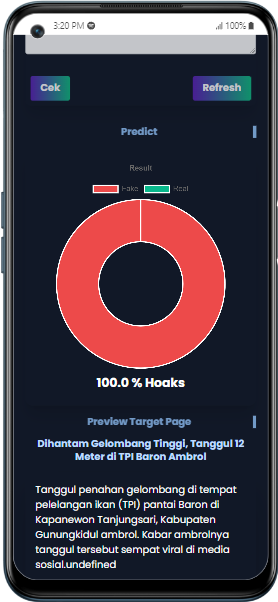 3:20 PM
100%
Cek
Refresh
Predict
Result
Fake
Real
100.0 % Hoaks
Preview Target Page
Dihantam Gelombang Tinggi, Tanggul 12
Meter di TPI Baron Ambrol
Tanggul penahan gelombang di tempat
pelelangan ikan (TPI) pantai Baron di
Kapanewon Tanjungsari, Kabupaten
Gunungkidul ambrol. Kabar ambrolnya
tanggul tersebut sempat viral di media
sosial.undefined